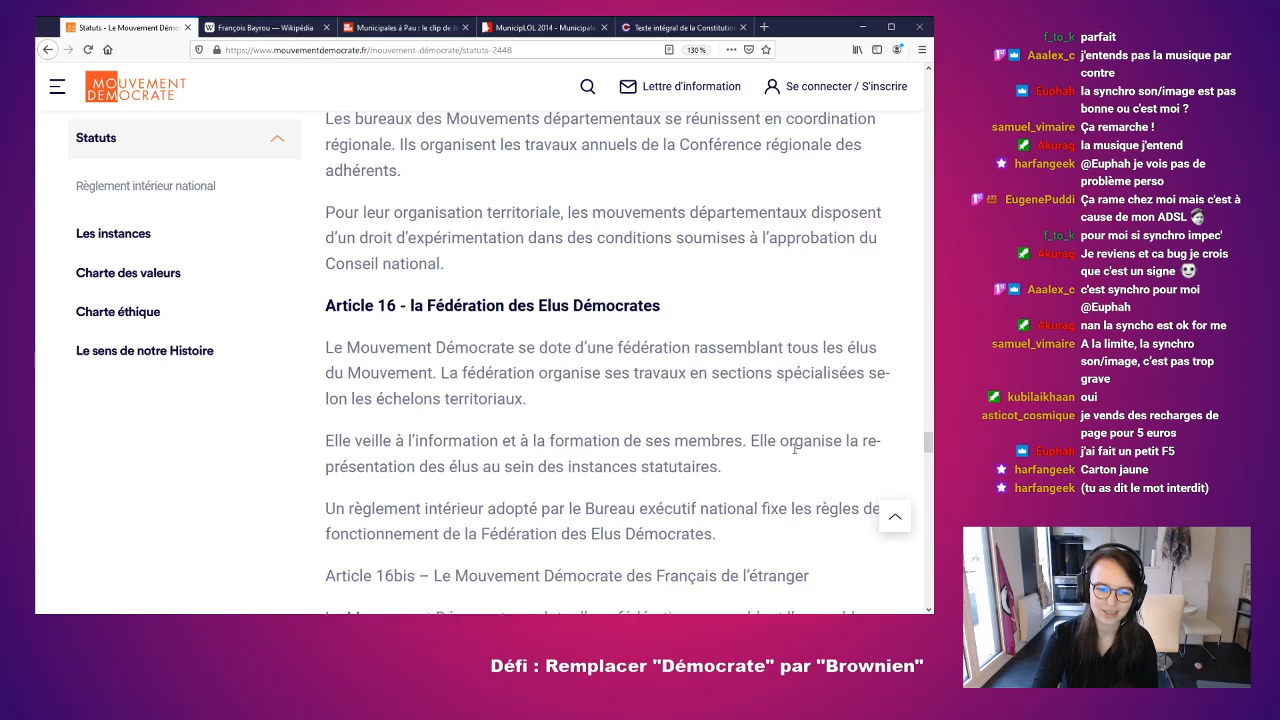 Statuts - Le Mouvement Démo
François Bayrou — Wikipédia
Municipales à Pau : le clip de J
MunicipLOL 2014 - Municipale
Texte intégral de la Constitution
https://www.mouvementdemocrate.fr/mouvement-démocrate/statuts-2448
130 %
MOUVEMENT
DEMOCRATE
Lettre d'information
Se connecter / S'inscrire
Statuts
Règlement intérieur national
Les instances
Charte des valeurs
Charte éthique
Le sens de notre Histoire
Les bureaux des Mouvements départementaux se réunissent en coordination
régionale. Ils organisent les travaux annuels de la Conférence régionale des
adhérents.
Pour leur organisation territoriale, les mouvements départementaux disposent
d’un droit d’expérimentation dans des conditions soumises à l’approbation du
Conseil national.
Article 16 - la Fédération des Elus Démocrates
Le Mouvement Démocrate se dote d’une fédération rassemblant tous les élus
du Mouvement. La fédération organise ses travaux en sections spécialisées se-
lon les échelons territoriaux.
Elle veille à l’information et à la formation de ses membres. Elle organise la re-
présentation des élus au sein des instances statutaires.
Un règlement intérieur adopté par le Bureau exécutif national fixe les règles de
fonctionnement de la Fédération des Elus Démocrates.
Article 16bis – Le Mouvement Démocrate des Français de l’étranger
f_to_k parfait
Aaalex_c j'entends pas la musique par
contre
Euphah la synchro son/image est pas
bonne ou c'est moi ?
samuel_vimaire Ça remarche !
Akurag la musique j'entend
harfangeek @Euphah je vois pas de
problème perso
EugenePuddi Ça rame chez moi mais c'est à
cause de mon ADSL
f_to_k pour moi si synchro impec'
Akurag Je reviens et ca bug je crois
que c'est un signe
Aaalex_c c'est synchro pour moi
@Euphah
Akurag nan la syncho est ok for me
samuel_vimaire A la limite, la synchro
son/image, c'est pas trop
grave
kubilaikhaan oui
asticot_cosmique je vends des recharges de
page pour 5 euros
Euphah j'ai fait un petit F5
harfangeek Carton jaune
harfangeek (tu as dit le mot interdit)
Défi : Remplacer "Démocrate" par "Brownien"